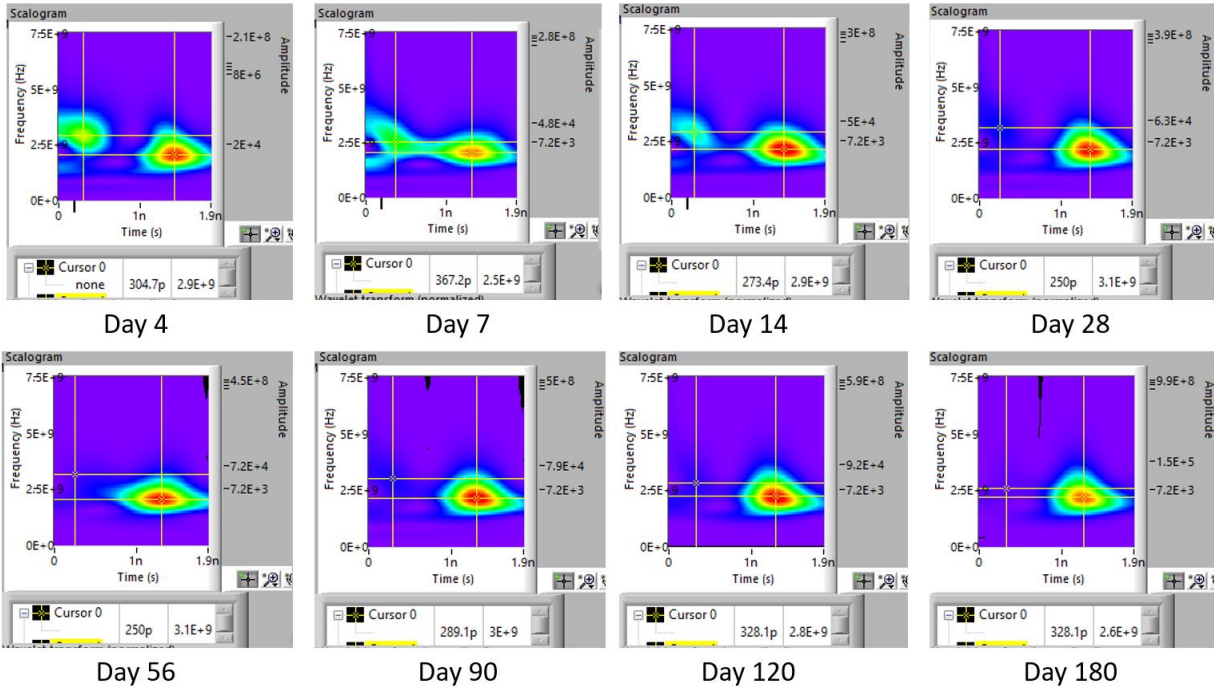 Scalogram
7.5E+9
5E+9
2.5E+9
0E+0
Frequency (Hz)
0 1n 1.9n
Time (s)
2.1E+8
8E+6
2E+4
Amplitude
Cursor 0
none 304.7p 2.9E+9
Day 4
Scalogram
7.5E+9
5E+9
2.5E+9
0E+0
Frequency (Hz)
0 1n 1.9n
Time (s)
2.8E+8
4.8E+4
7.2E+3
Amplitude
Cursor 0
367.2p 2.5E+9
Wavelet transform (normalized)
Day 7
Scalogram
7.5E+9
5E+9
2.5E+9
0E+0
Frequency (Hz)
0 1n 1.9n
Time (s)
3E+8
5E+4
7.2E+3
Amplitude
Cursor 0
273.4p 2.9E+9
Wavelet transform (normalized)
Day 14
Scalogram
7.5E+9
5E+9
2.5E+9
0E+0
Frequency (Hz)
0 1n 1.9n
Time (s)
3.9E+8
6.3E+4
7.2E+3
Amplitude
Cursor 0
250p 3.1E+9
Wavelet transform (normalized)
Day 28
Scalogram
7.5E+9
5E+9
2.5E+9
0E+0
Frequency (Hz)
0 1n 1.9n
Time (s)
4.5E+8
7.2E+4
7.2E+3
Amplitude
Cursor 0
250p 3.1E+9
Wavelet transform (normalized)
Day 56
Scalogram
7.5E+9
5E+9
2.5E+9
0E+0
Frequency (Hz)
0 1n 1.9n
Time (s)
5E+8
7.9E+4
7.2E+3
Amplitude
Cursor 0
289.1p 3E+9
Day 90
Scalogram
7.5E+9
5E+9
2.5E+9
0E+0
Frequency (Hz)
0 1n 1.9n
Time (s)
5.9E+8
9.2E+4
7.2E+3
Amplitude
Cursor 0
328.1p 2.8E+9
Day 120
Scalogram
7.5E+9
5E+9
2.5E+9
0E+0
Frequency (Hz)
0 1n 1.9n
Time (s)
9.9E+8
1.5E+5
7.2E+3
Amplitude
Cursor 0
328.1p 2.6E+9
Day 180